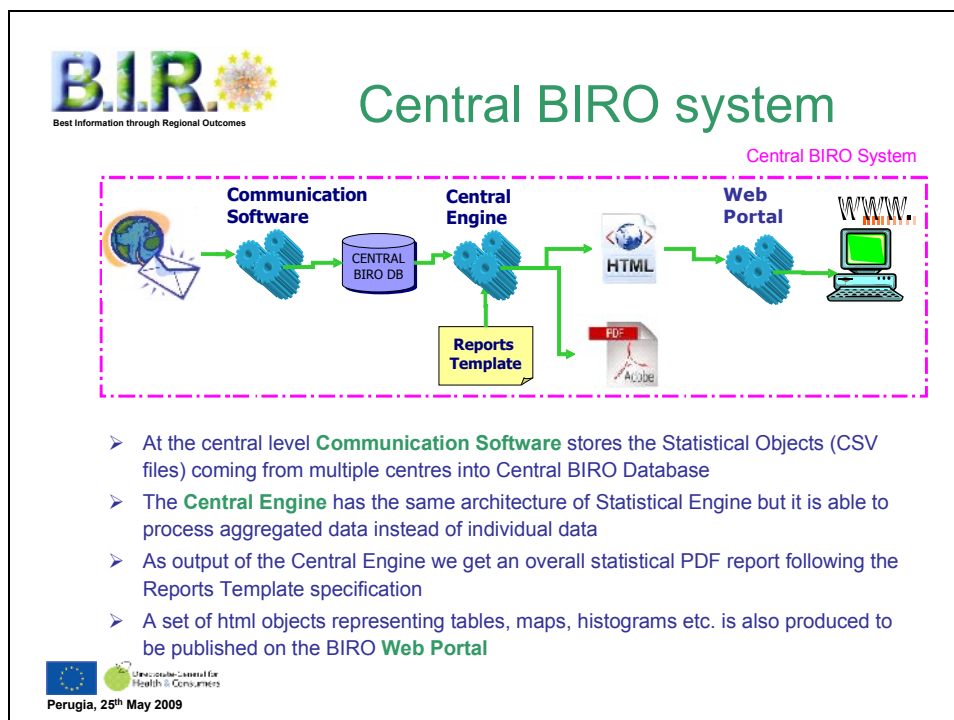 B.I.R.O.
Best Information through Regional Outcomes
Central BIRO system
Central BIRO System
Communication
Software
Central
Engine
Web
Portal
WWW.
CENTRAL
BIRO DB
HTML
Reports
Template
PDF
Adobe
➢ At the central level Communication Software stores the Statistical Objects (CSV
files) coming from multiple centres into Central BIRO Database
➢ The Central Engine has the same architecture of Statistical Engine but it is able to
process aggregated data instead of individual data
➢ As output of the Central Engine we get an overall statistical PDF report following the
Reports Template specification
➢ A set of html objects representing tables, maps, histograms etc. is also produced to
be published on the BIRO Web Portal
Directorate-General for
Health & Consumers
Perugia, 25th May 2009